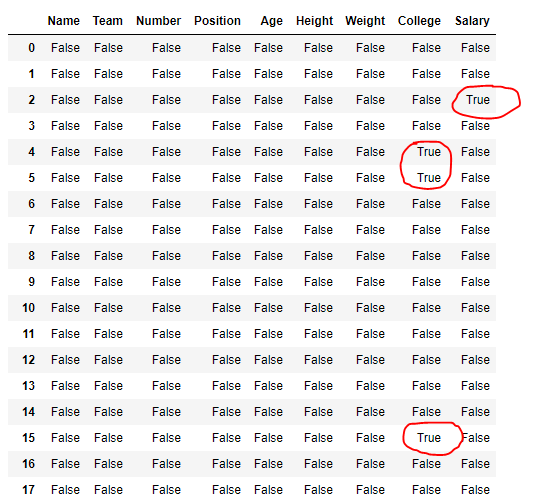 Name Team Number Position Age Height Weight College Salary
0 False False False False False False False False False
1 False False False False False False False False False
2 False False False False False False False False True
3 False False False False False False False False False
4 False False False False False False False True False
5 False False False False False False False True False
6 False False False False False False False False False
7 False False False False False False False False False
8 False False False False False False False False False
9 False False False False False False False False False
10 False False False False False False False False False
11 False False False False False False False False False
12 False False False False False False False False False
13 False False False False False False False False False
14 False False False False False False False False False
15 False False False False False False False True False
16 False False False False False False False False False
17 False False False False False False False False False